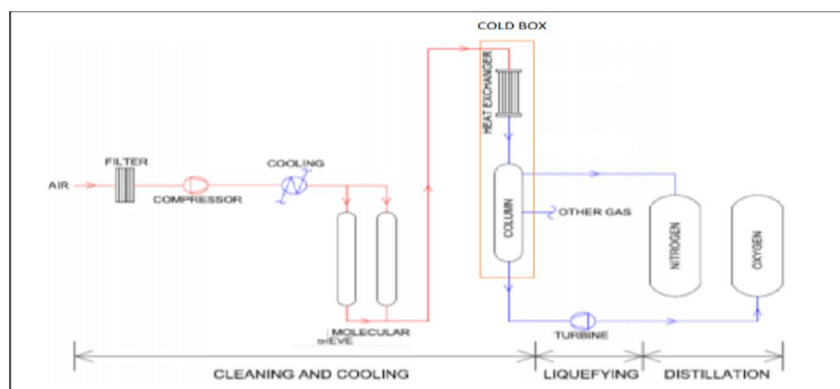 COLD BOX
HEAT EXCHANGER
FILTER
COOLING
AIR
COMPRESSOR
COLUMN
OTHER GAS
NITROGEN
OXYGEN
MOLECULAR
IEVE
TURBINE
CLEANING AND COOLING
LIQUEFYING
DISTILLATION